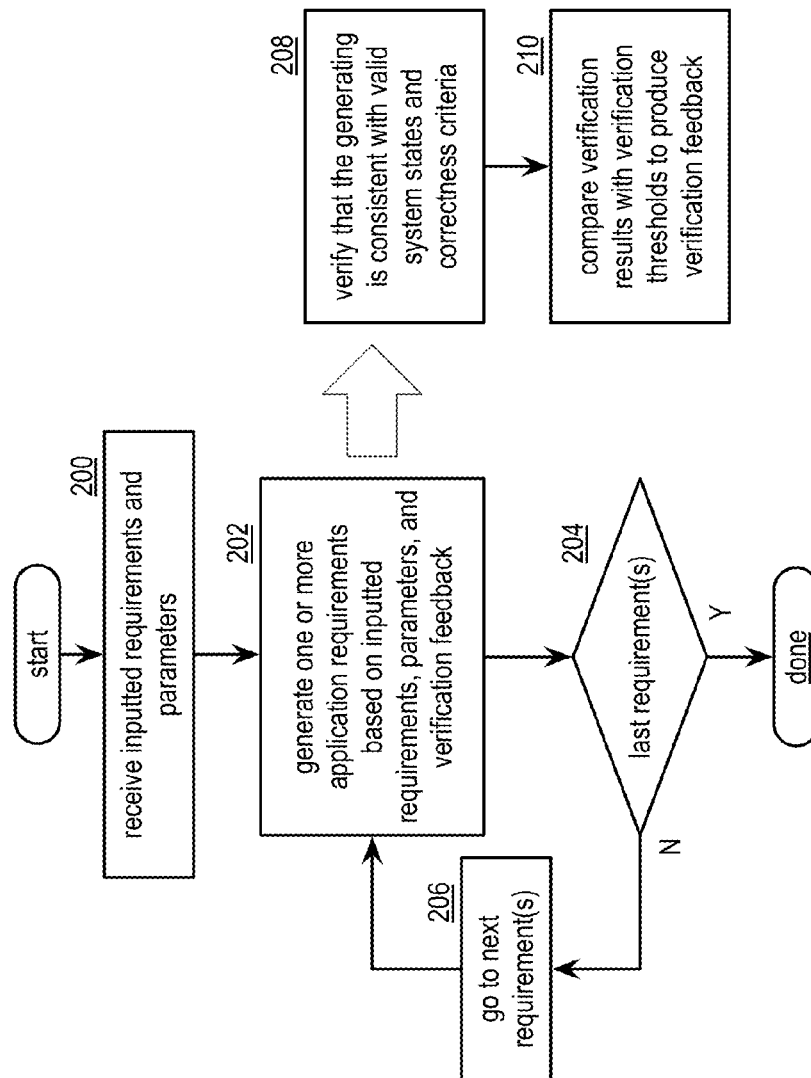 start
200
receive inputted requirements and
parameters
202
generate one or more
application requirements
based on inputted
requirements, parameters, and
verification feedback
204
last requirement(s)
Y
done
N
206
go to next
requirement(s)
208
verify that the generating
is consistent with valid
system states and
correctness criteria
210
compare verification
results with verification
thresholds to produce
verification feedback